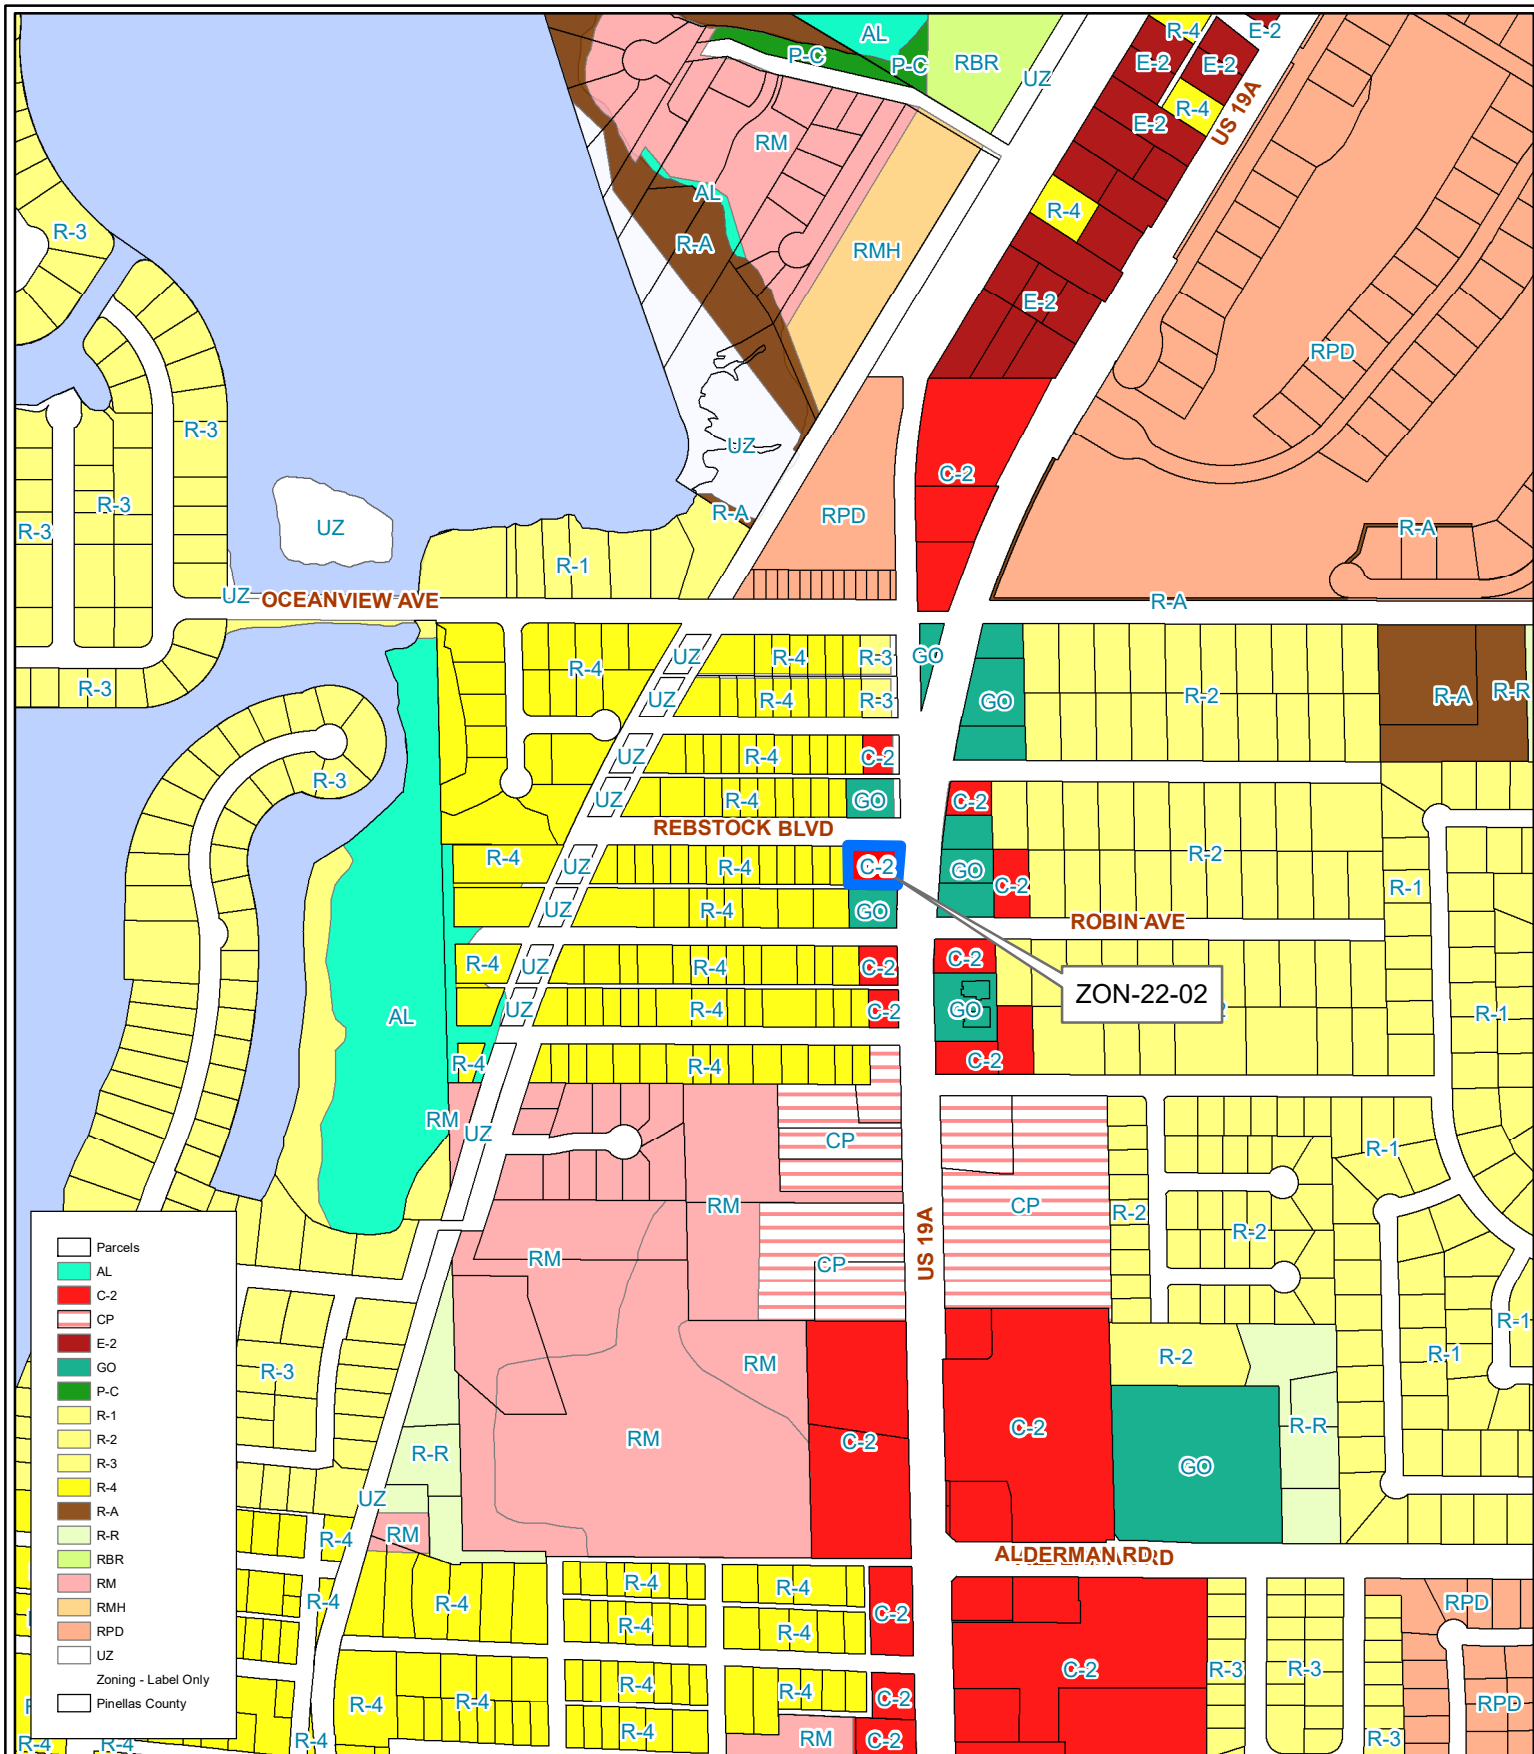 AL
R-4
E-2
P-C
P-C
RBR
E-2
E-2
UZ
R-4
US 19A
E-2
RM
AL
R-4
R-3
R-A
RMH
E-2
RPD
R-3
UZ
C-2
R-3
R-A
RPD
R-A
R-3
UZ
R-1
UZ
OCEANVIEW AVE
R-A
R-4
UZ
R-4
R-3
GO
R-3
UZ
R-4
R-3
GO
R-2
R-A
R-R
R-3
UZ
R-4
C-2
UZ
R-4
GO
C-2
REBSTOCK BLVD
R-4
UZ
R-4
C-2
GO
C-2
R-2
R-1
UZ
R-4
GO
ROBIN AVE
R-4
UZ
R-4
C-2
C-2
ZON-22-02
AL
UZ
R-4
C-2
GO
2
R-1
R-4
R-4
C-2
RM
UZ
CP
R-1
RM
CP
R-2
R-2
US 19A
RM
CP
R-1
R-3
RM
R-2
R-1
R-R
RM
C-2
C-2
R-R
GO
UZ
R-4
RM
ALDERMAN RD
R-4
R-4
R-4
R-4
C-2
RPD
R-4
R-4
R-4
R-4
C-2
R-3
R-3
R-4
R-4
C-2
RPD
R-4
R-4
R-4
R-4
RM
C-2
R-3
Parcels
AL
C-2
CP
E-2
GO
P-C
R-1
R-2
R-3
R-4
R-A
R-R
RBR
RM
RMH
RPD
UZ
Zoning - Label Only
Pinellas County